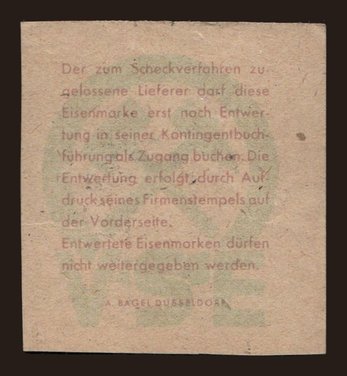 Der zum Scheckverfahren zu-
gelassene Lieferer darf diese
Eisenmarke erst nach Entwer-
tung in seiner Kontingentbuch-
führung als Zugang buchen. Die
Entwertung erfolgt durch Auf-
druck seines Firmenstempels auf
der Vorderseite.
Entwertete Eisenmarken dürfen
nicht weitergegeben werden.
A. BAGEL DÜSSELDORF